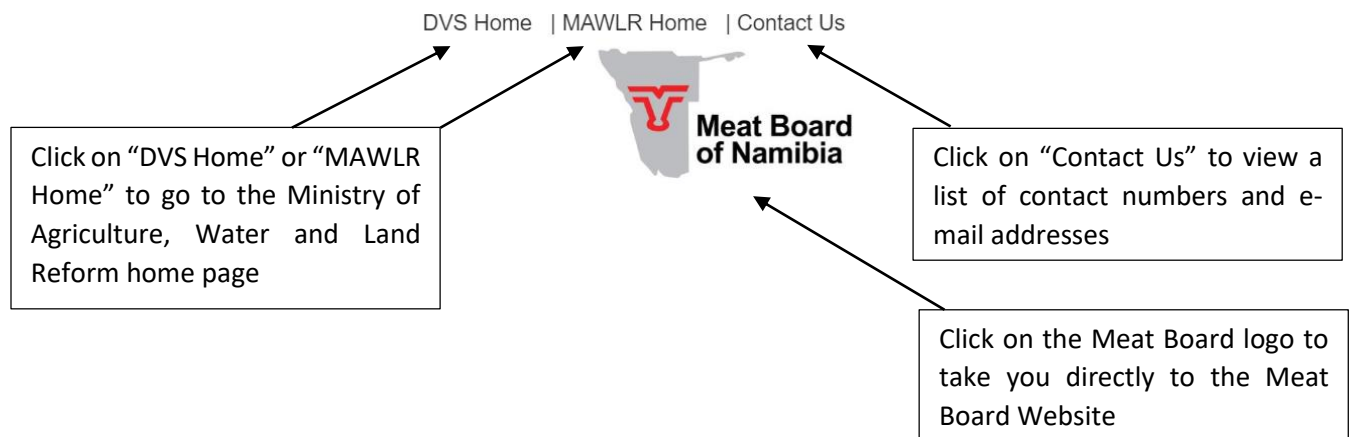 DVS Home | MAWLR Home | Contact Us
Meat Board
of Namibia
Click on “DVS Home” or “MAWLR
Home” to go to the Ministry of
Agriculture, Water and Land
Reform home page
Click on “Contact Us” to view a
list of contact numbers and e-
mail addresses
Click on the Meat Board logo to
take you directly to the Meat
Board Website